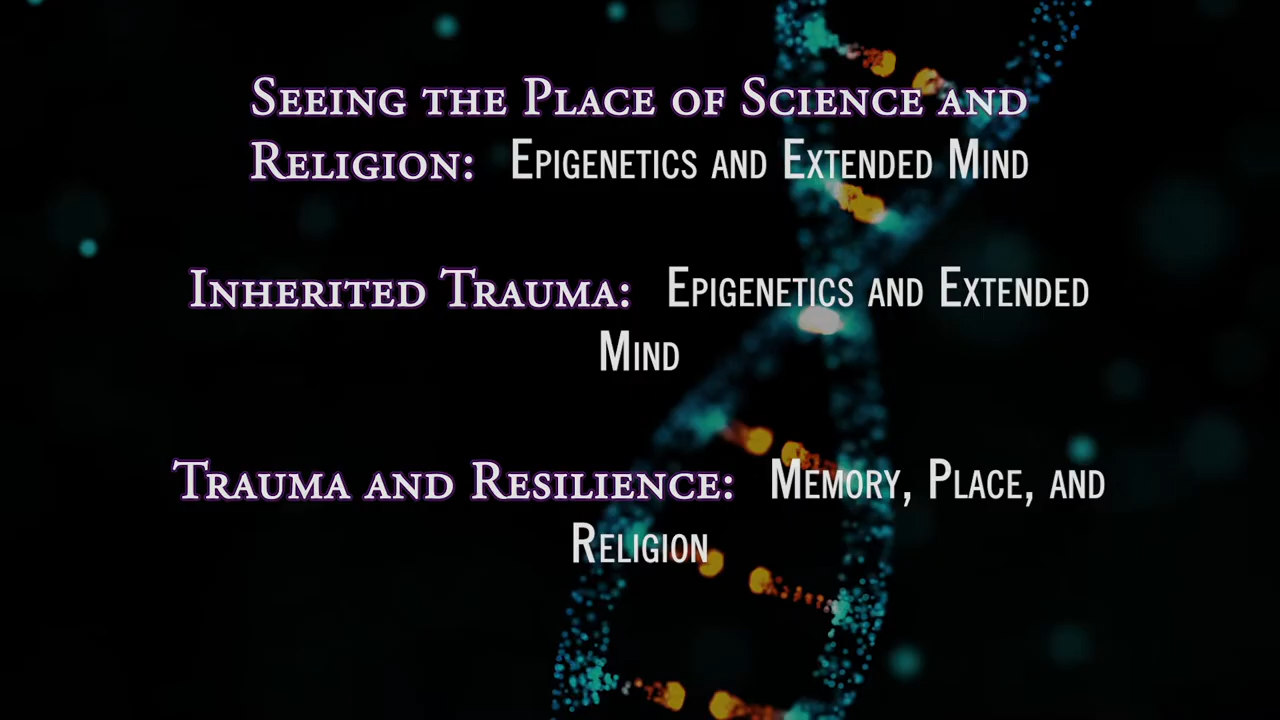 Seeing the Place of Science and
Religion: Epigenetics and Extended Mind
Inherited Trauma: Epigenetics and Extended
Mind
Trauma and Resilience: Memory, Place, and
Religion